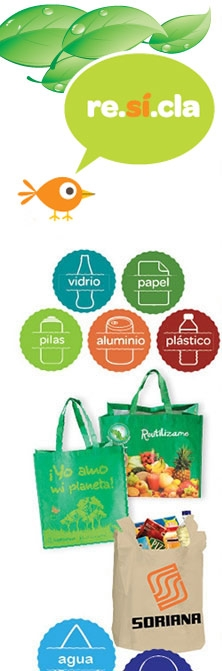 re.sí.cla
vidrio
papel
pilas
aluminio
plástico
Reutilízame
¡Yo amo
mi planeta!
SORIANA
agua